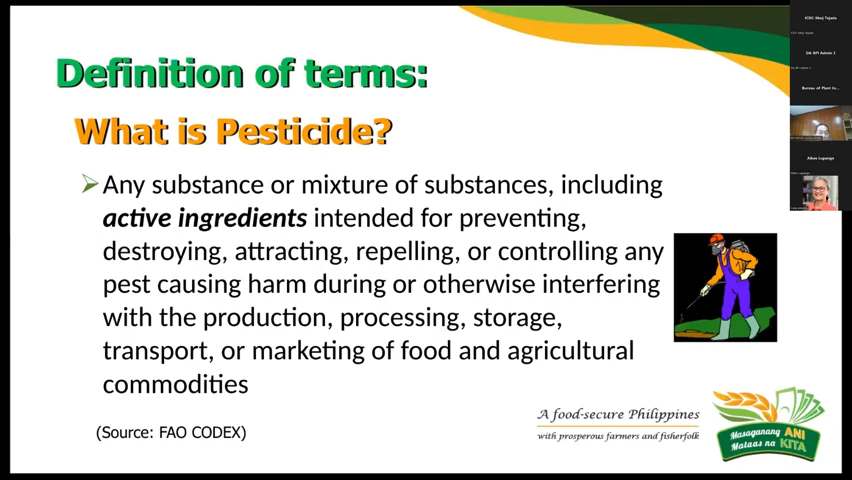 Definition of terms:
What is Pesticide?
Any substance or mixture of substances, including
active ingredients intended for preventing,
destroying, attracting, repelling, or controlling any
pest causing harm during or otherwise interfering
with the production, processing, storage,
transport, or marketing of food and agricultural
commodities
(Source: FAO CODEX)
A food-secure Philippines
with prosperous farmers and fisherfolk
Masaganang ANI
Mataas na KITA
DA RFI Admin 2
Bureau of Plant In...